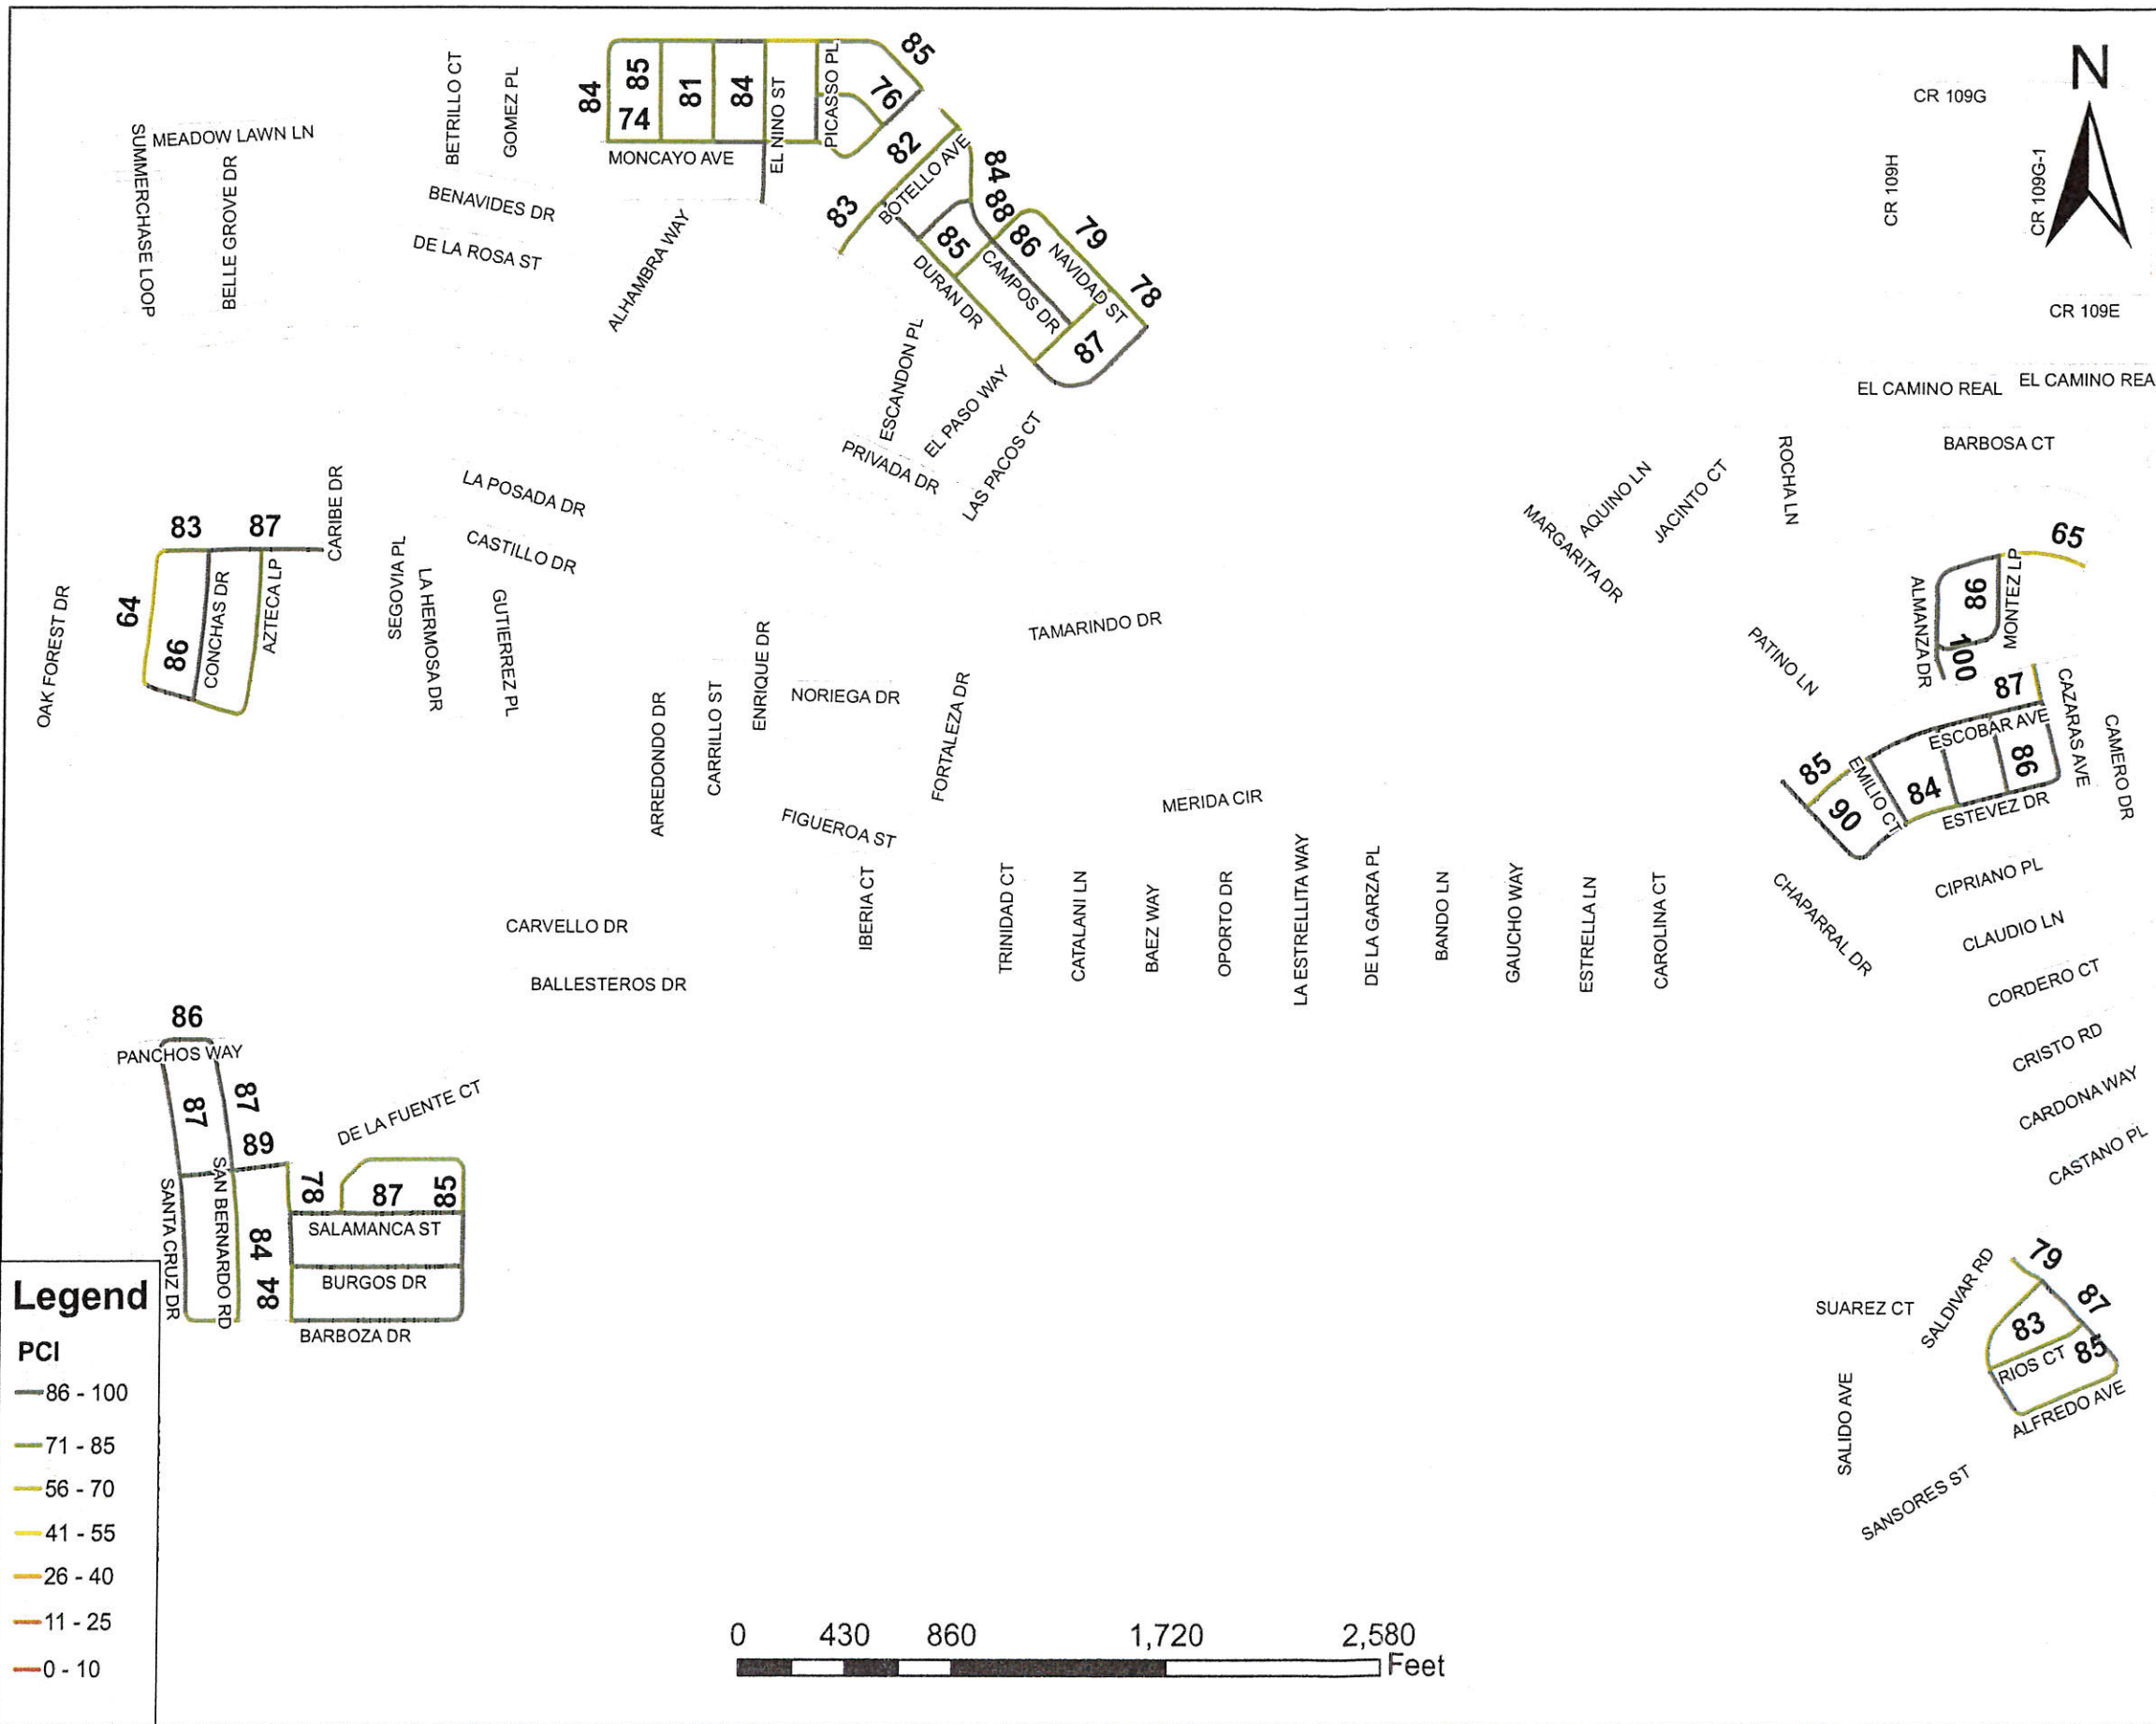 N
85
84
85
81
84
76
74
EL NINO ST
PICASSO PL
MONCAYO AVE
BETRILLO CT
GOMEZ PL
SUMMERCHASE LOOP
MEADOW LAWN LN
BELLE GROVE DR
BENAVIDES DR
DE LA ROSA ST
ALHAMBRA WAY
82
BOTELLO AVE
83
84
88
86
85
79
78
NAVIDAD ST
CAMPOS DR
DURAN DR
87
CR 109G
CR 109H
CR 109G-1
CR 109E
EL CAMINO REAL
EL CAMINO REA
BARBOSA CT
ESCANDON PL
EL PASO WAY
PRIVADA DR
LAS PACOS CT
LA POSADA DR
CASTILLO DR
CARIBE DR
83
87
64
86
CONCHAS DR
AZTECA LP
OAK FOREST DR
SEGOVIA PL
LA HERMOSA DR
GUTIERREZ PL
ROCHA LN
AQUINO LN
JACINTO CT
MARGARITA DR
65
98
MONTEZ LP
ALMANZA DR
100
PATINO LN
TAMARINDO DR
ENRIQUE DR
NORIEGA DR
FORTALEZA DR
ARREDONDO DR
CARRILLO ST
FIGUEROA ST
MERIDA CIR
87
CAZARAS AVE
CAMERO DR
ESCOBAR AVE
86
85
EMILIO CT
84
90
ESTEVEZ DR
CIPRIANO PL
CHAPARRAL DR
CLAUDIO LN
CORDERO CT
CRISTO RD
CARDONA WAY
CASTANO PL
IBERIA CT
TRINIDAD CT
CATALANI LN
BAEZ WAY
OPORTO DR
LA ESTRELLITA WAY
DE LA GARZA PL
BANDO LN
GAUCHO WAY
ESTRELLA LN
CAROLINA CT
CARVELLO DR
BALLESTEROS DR
86
PANCHOS WAY
87
87
89
DE LA FUENTE CT
SANTA CRUZ DR
SAN BERNARDO RD
78
87
85
SALAMANCA ST
84
84
BURGOS DR
BARBOZA DR
79
87
SALDIVAR RD
SUAREZ CT
83
85
RIOS CT
ALFREDO AVE
SALIDO AVE
SANSORES ST
Legend
PCI
86 - 100
71 - 85
56 - 70
41 - 55
26 - 40
11 - 25
0 - 10
0 430 860 1,720 2,580
Feet